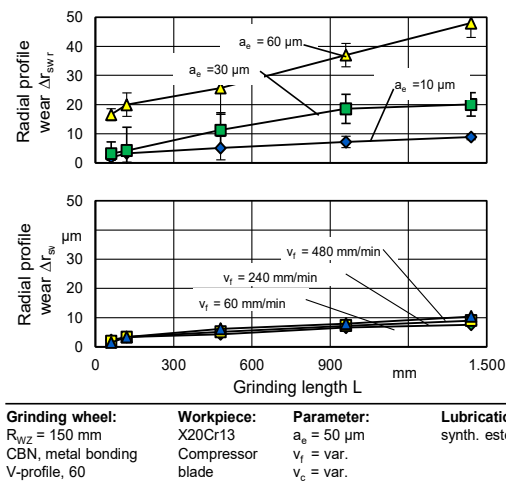 50
40
30
20
10
0
Radial profile
wear Δr_sw r
a_e = 60 µm
a_e = 30 µm
a_e = 10 µm
50
µm
30
20
10
0
Radial profile
wear Δr_sv
v_f = 480 mm/min
v_f = 240 mm/min
v_f = 60 mm/min
0 300 600 900 mm 1.500
Grinding length L
Grinding wheel: Workpiece: Parameter: Lubricatio
R_WZ = 150 mm X20Cr13 a_e = 50 µm synth. este
CBN, metal bonding Compressor v_f = var.
V-profile, 60 blade v_c = var.